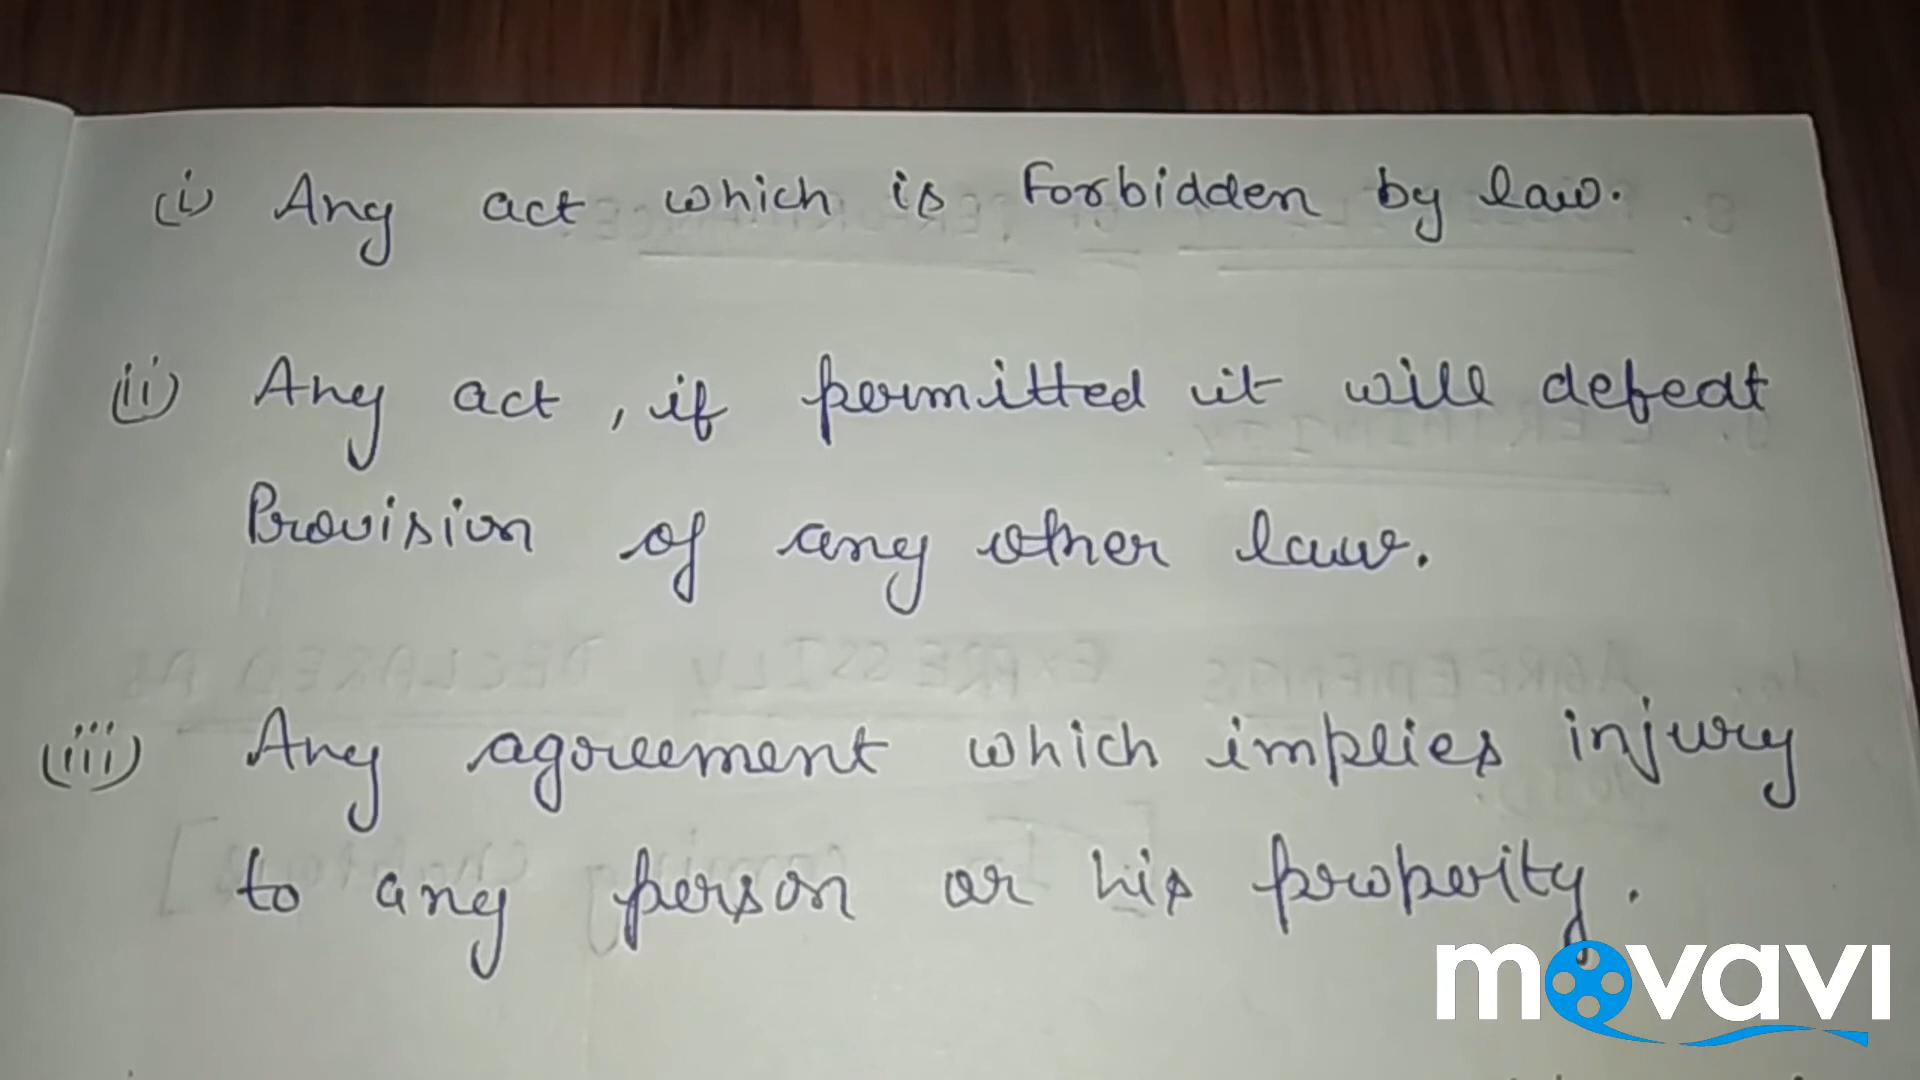 (i) Any act which is Forbidden by law.
(ii) Any act, if permitted it will defeat
Provision of any other law.
(iii) Any agreement which implies injury
to any person or his properity.
movavi